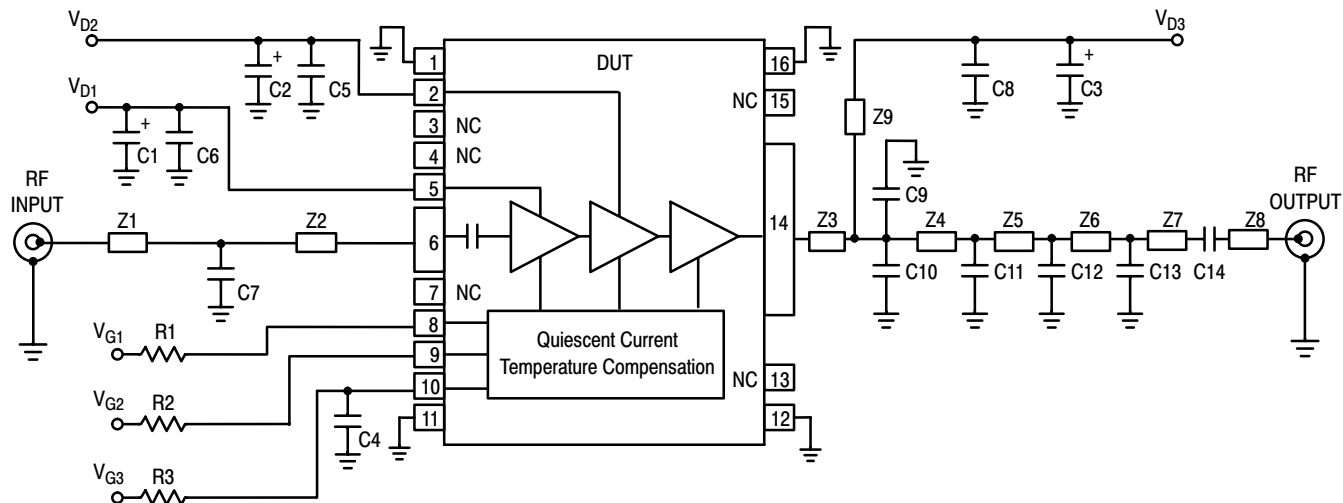 V_D2
V_D3
1
DUT
16
+
C2
C5
C8
+
C3
V_D1
2
NC
15
Z9
+
C1
C6
3
NC
4
NC
C9
RF
INPUT
5
RF
OUTPUT
Z1
Z2
6
14
Z3
Z4
Z5
Z6
Z7
Z8
C7
7
NC
C10
C11
C12
C13
C14
V_G1
R1
8
Quiescent Current
Temperature Compensation
9
V_G2
R2
10
NC
13
11
12
C4
V_G3
R3